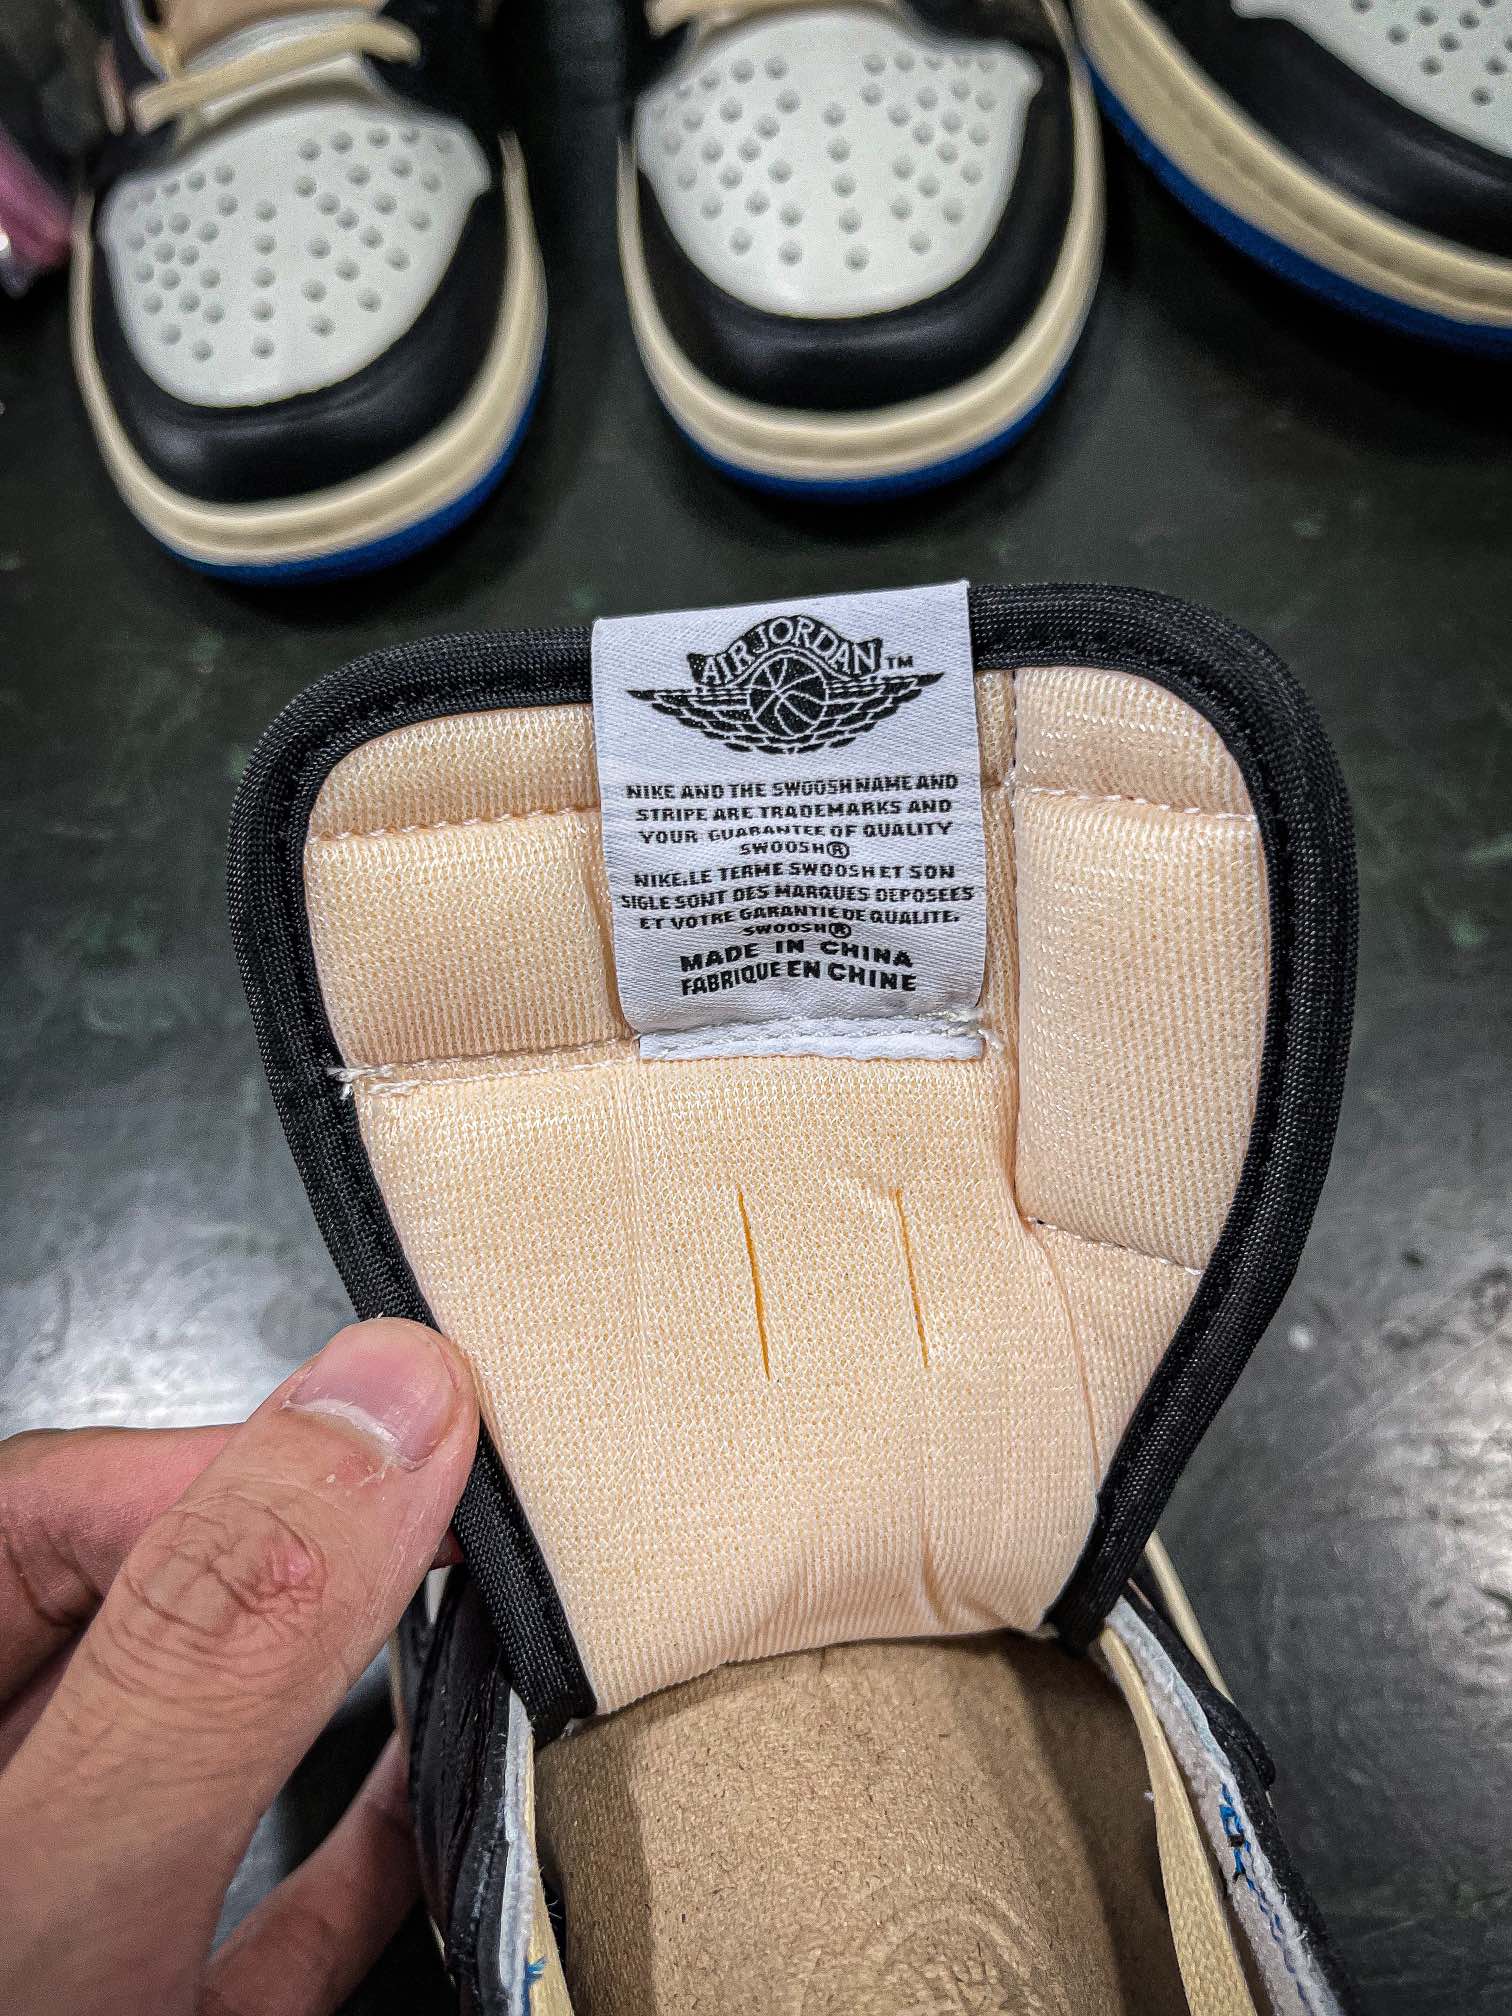 AIR JORDAN™
NIKE AND THE SWOOSH NAME AND
STRIPE ARE TRADEMARKS AND
YOUR GUARANTEE OF QUALITY
SWOOSH®
NIKE.LE TERME SWOOSH ET SON
SIGLE SONT DES MARQUES DEPOSEES
ET VOTRE GARANTIE DE QUALITE.
SWOOSH®
MADE IN CHINA
FABRIQUE EN CHINE